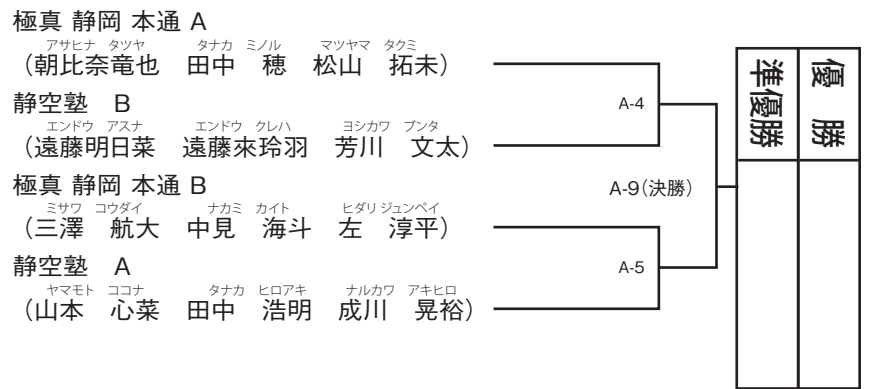 極真 静岡 本通 A
アサヒナ タツヤ タナカ ミノル マツヤマ タクミ
（朝比奈竜也 田中 穂 松山 拓未）
静空塾 B
エンドウ アスナ エンドウ クレハ ヨシカワ ブンタ
（遠藤明日菜 遠藤來玲羽 芳川 文太）
極真 静岡 本通 B
ミサワ コウダイ ナカミ カイト ヒダリ ジュンペイ
（三澤 航大 中見 海斗 左 淳平）
静空塾 A
ヤマモト ココナ タナカ ヒロアキ ナルカワ アキヒロ
（山本 心菜 田中 浩明 成川 晃裕）
A-4
A-9（決勝）
A-5
優勝
準優勝